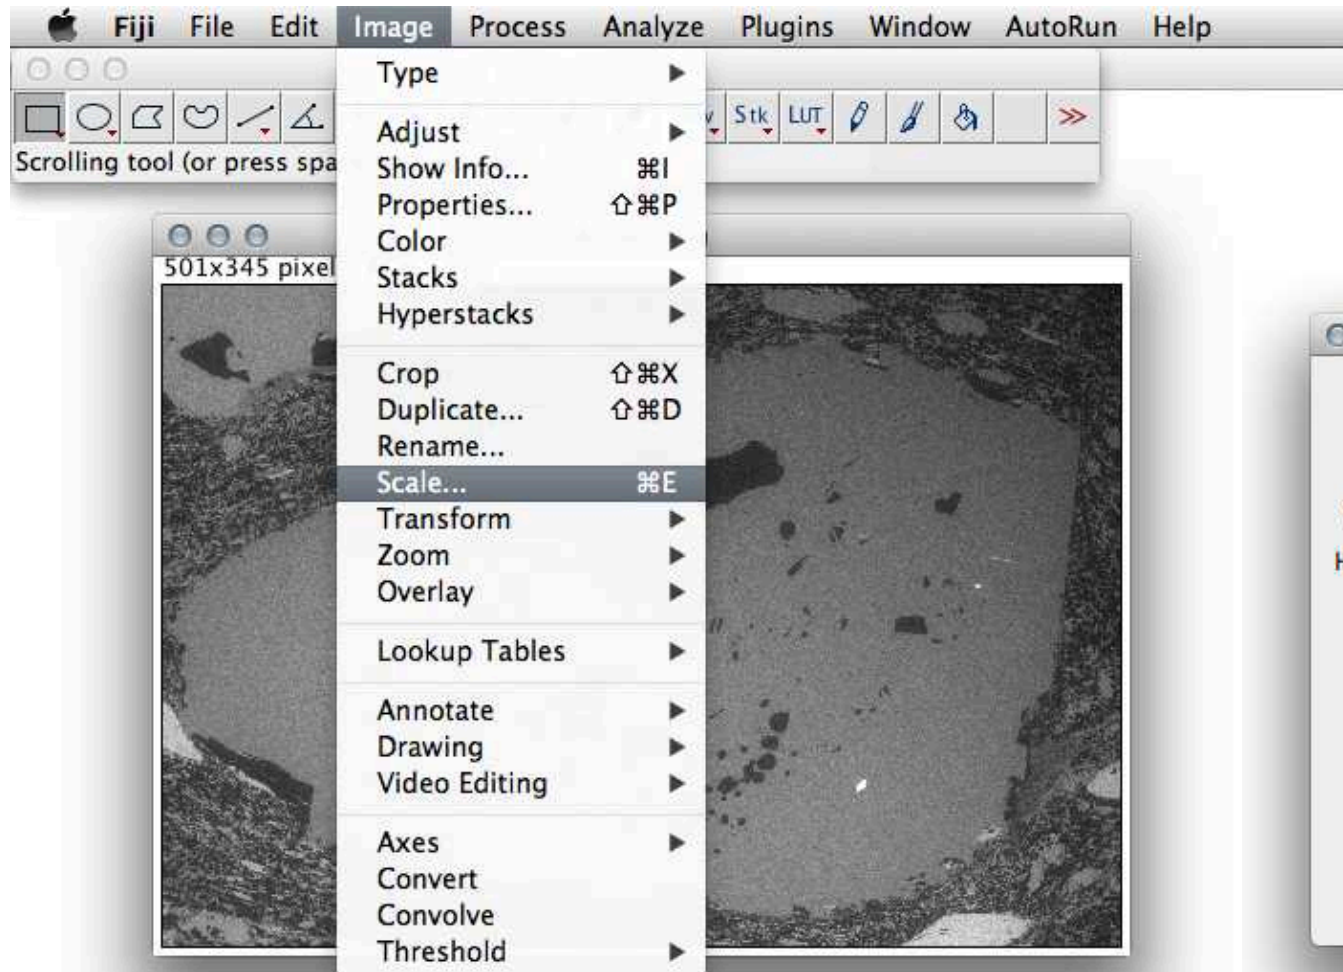 Fiji File Edit Image Process Analyze Plugins Window AutoRun Help
Type
Stk LUT
Adjust
Scrolling tool (or press spa
Show Info... ⌘I
Properties... ⇧⌘P
Color
501x345 pixel
Stacks
Hyperstacks
Crop ⇧⌘X
Duplicate... ⇧⌘D
Rename...
Scale... ⌘E
Transform
Zoom
Overlay
Lookup Tables
Annotate
Drawing
Video Editing
Axes
Convert
Convolve
Threshold